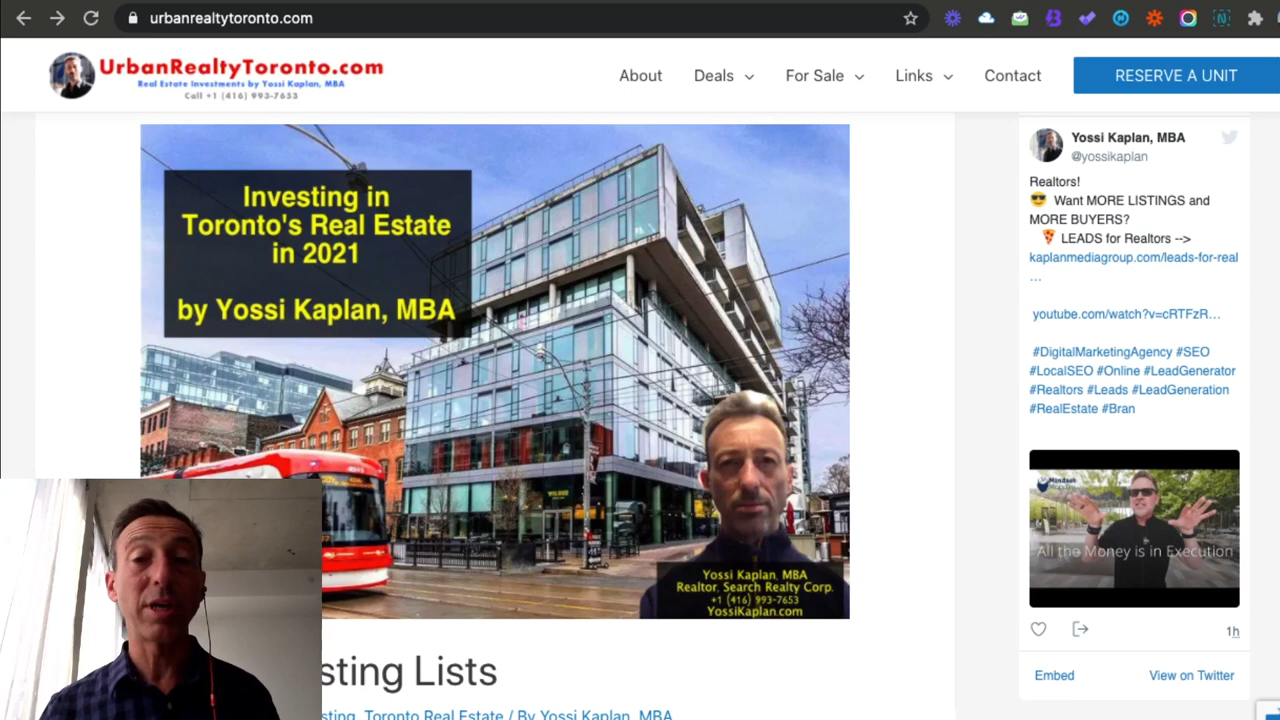 urbanrealtytoronto.com
UrbanRealtyToronto.com
Real Estate Investments by Yossi Kaplan, MBA
Call +1 (416) 993-7653
About
Deals
For Sale
Links
Contact
RESERVE A UNIT
Investing in
Toronto's Real Estate
in 2021
by Yossi Kaplan, MBA
Yossi Kaplan, MBA
Realtor, Search Realty Corp.
+1 (416) 993-7653
YossiKaplan.com
sting Lists
sting, Toronto Real Estate / By Yossi Kaplan, MBA
Yossi Kaplan, MBA
@yossikaplan
Realtors!
😎 Want MORE LISTINGS and
MORE BUYERS?
🍕 LEADS for Realtors -->
kaplanmediagroup.com/leads-for-real
…
youtube.com/watch?v=cRTFzR…
#DigitalMarketingAgency #SEO
#LocalSEO #Online #LeadGenerator
#Realtors #Leads #LeadGeneration
#RealEstate #Bran
Mindset
Monday
All the Money is in Execution
1h
Embed
View on Twitter